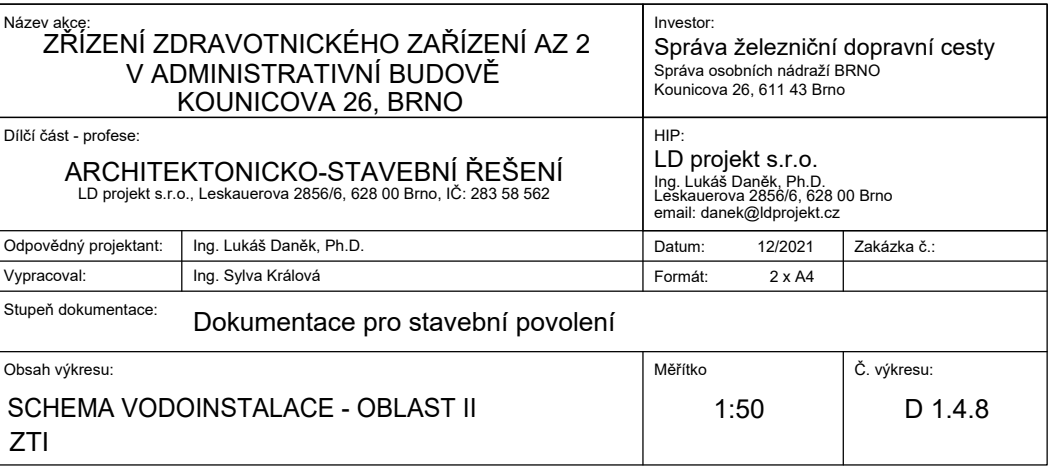 Název akce:
ZŘÍZENÍ ZDRAVOTNICKÉHO ZAŘÍZENÍ AZ 2
V ADMINISTRATIVNÍ BUDOVĚ
KOUNICOVA 26, BRNO
Investor:
Správa železniční dopravní cesty
Správa osobních nádraží BRNO
Kounicova 26, 611 43 Brno
Dílčí část - profese:
ARCHITEKTONICKO-STAVEBNÍ ŘEŠENÍ
LD projekt s.r.o., Leskauerova 2856/6, 628 00 Brno, IČ: 283 58 562
HIP:
LD projekt s.r.o.
Ing. Lukáš Daněk, Ph.D.
Leskauerova 2856/6, 628 00 Brno
email: danek@ldprojekt.cz
Odpovědný projektant: Ing. Lukáš Daněk, Ph.D.
Datum: 12/2021 Zakázka č.:
Vypracoval: Ing. Sylva Králová
Formát: 2 x A4
Stupeň dokumentace:
Dokumentace pro stavební povolení
Obsah výkresu:
SCHEMA VODOINSTALACE - OBLAST II
ZTI
Měřítko
1:50
Č. výkresu:
D 1.4.8